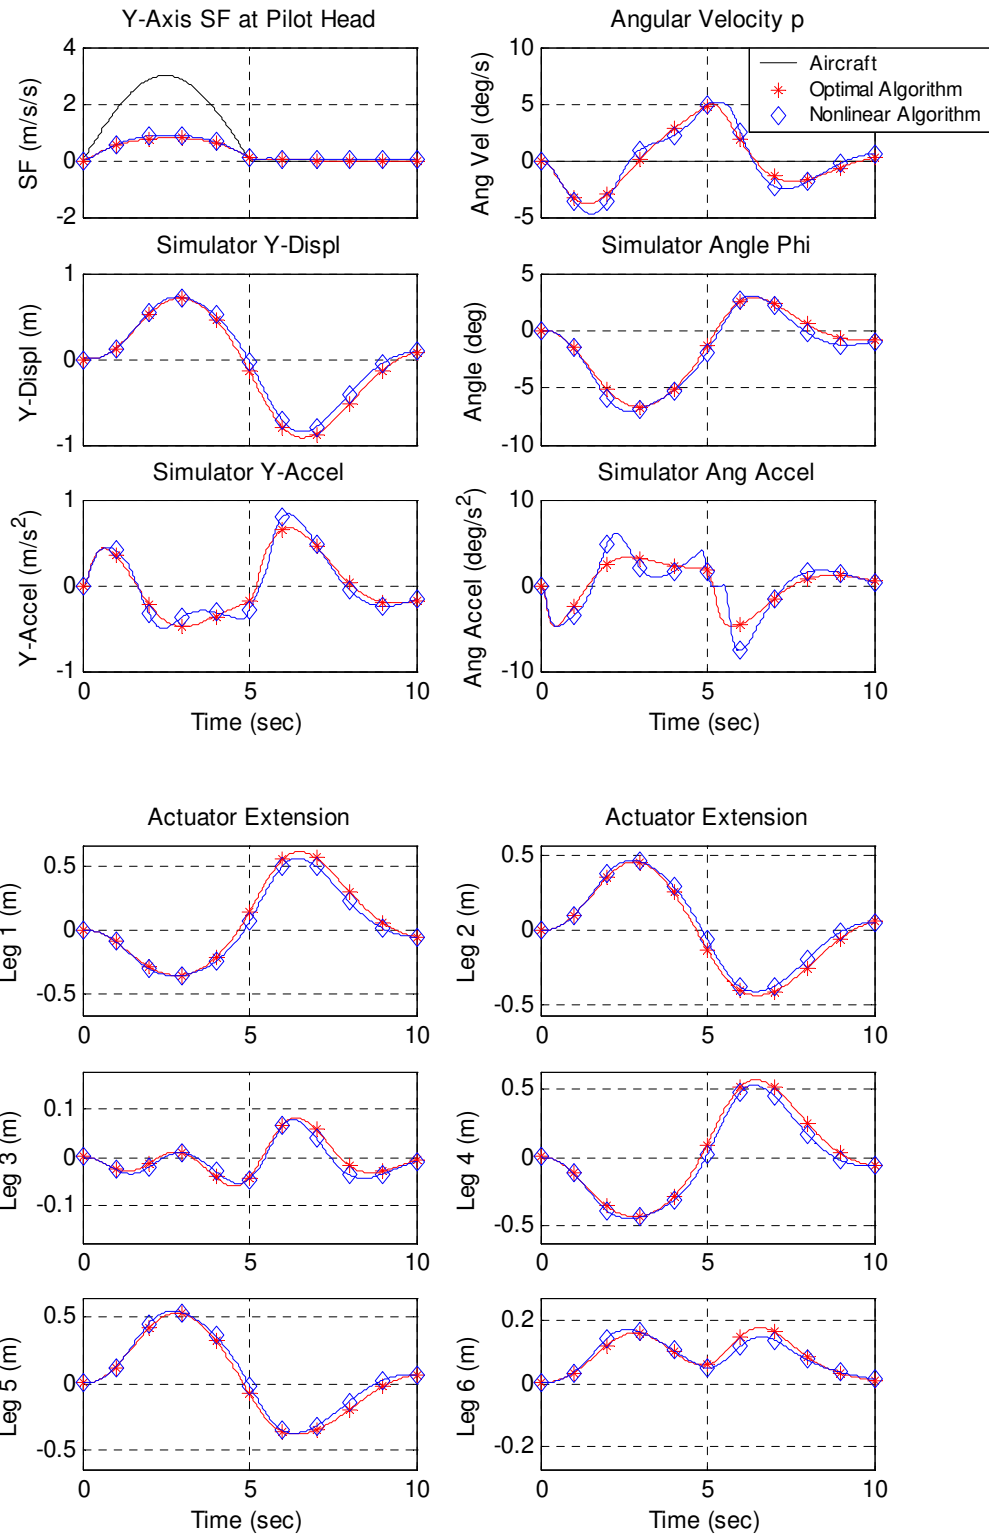 Y-Axis SF at Pilot Head
Angular Velocity p
SF (m/s/s)
4
2
0
-2
Ang Vel (deg/s)
10
5
0
-5
Aircraft
Optimal Algorithm
Nonlinear Algorithm
Simulator Y-Displ
Simulator Angle Phi
Y-Displ (m)
1
0
-1
Angle (deg)
5
0
-5
-10
Simulator Y-Accel
Simulator Ang Accel
Y-Accel (m/s²)
1
0
-1
0 5 10
Time (sec)
Ang Accel (deg/s²)
10
0
-10
0 5 10
Time (sec)
Actuator Extension
Actuator Extension
Leg 1 (m)
0.5
0
-0.5
0 5 10
Leg 2 (m)
0.5
0
-0.5
0 5 10
Leg 3 (m)
0.1
0
-0.1
0 5 10
Leg 4 (m)
0.5
0
-0.5
0 5 10
Leg 5 (m)
0.5
0
-0.5
0 5 10
Time (sec)
Leg 6 (m)
0.2
0
-0.2
0 5 10
Time (sec)